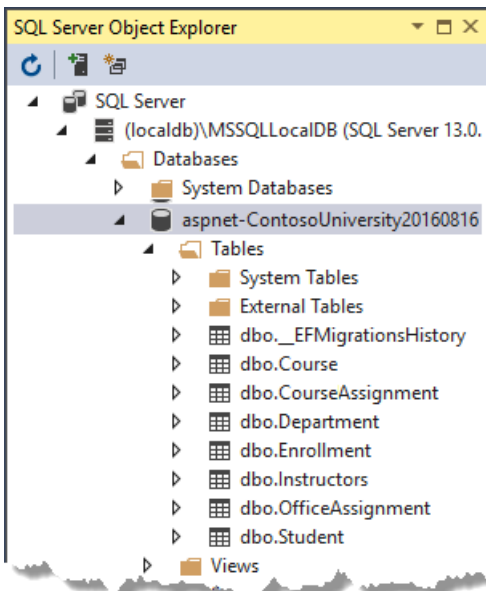 SQL Server Object Explorer
SQL Server
(localdb)\MSSQLLocalDB (SQL Server 13.0.
Databases
System Databases
aspnet-ContosoUniversity20160816
Tables
System Tables
External Tables
dbo.__EFMigrationsHistory
dbo.Course
dbo.CourseAssignment
dbo.Department
dbo.Enrollment
dbo.Instructors
dbo.OfficeAssignment
dbo.Student
Views